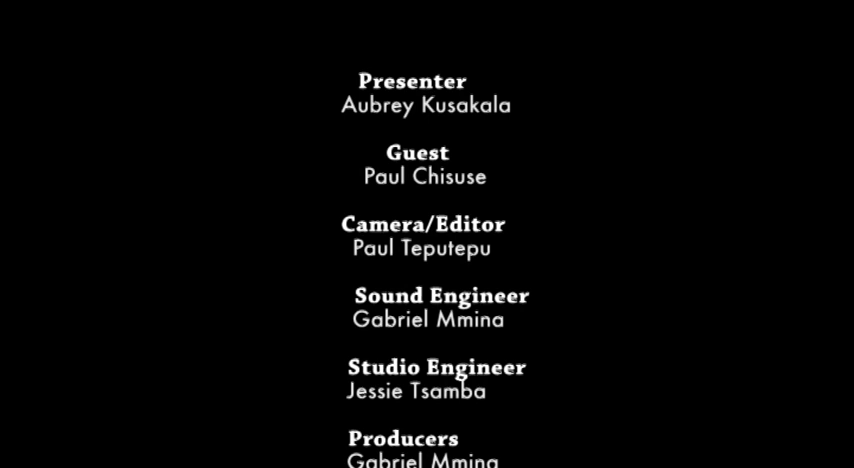 Presenter
Aubrey Kusakala
Guest
Paul Chisuse
Camera/Editor
Paul Teputepu
Sound Engineer
Gabriel Mmina
Studio Engineer
Jessie Tsamba
Producers
Gabriel Mmina